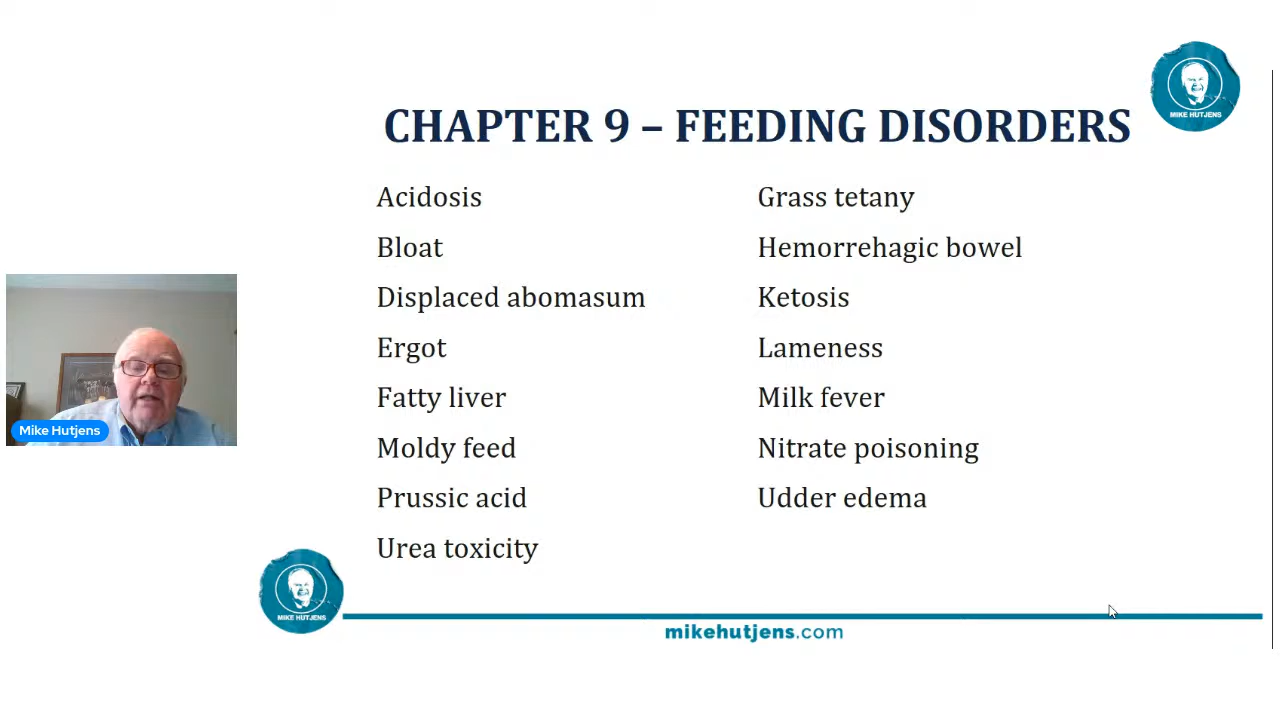 MIKE HUTJENS
CHAPTER 9 – FEEDING DISORDERS
Acidosis
Bloat
Displaced abomasum
Ergot
Fatty liver
Moldy feed
Prussic acid
Urea toxicity
Grass tetany
Hemorrehagic bowel
Ketosis
Lameness
Milk fever
Nitrate poisoning
Udder edema
Mike Hutjens
MIKE HUTJENS
mikehutjens.com